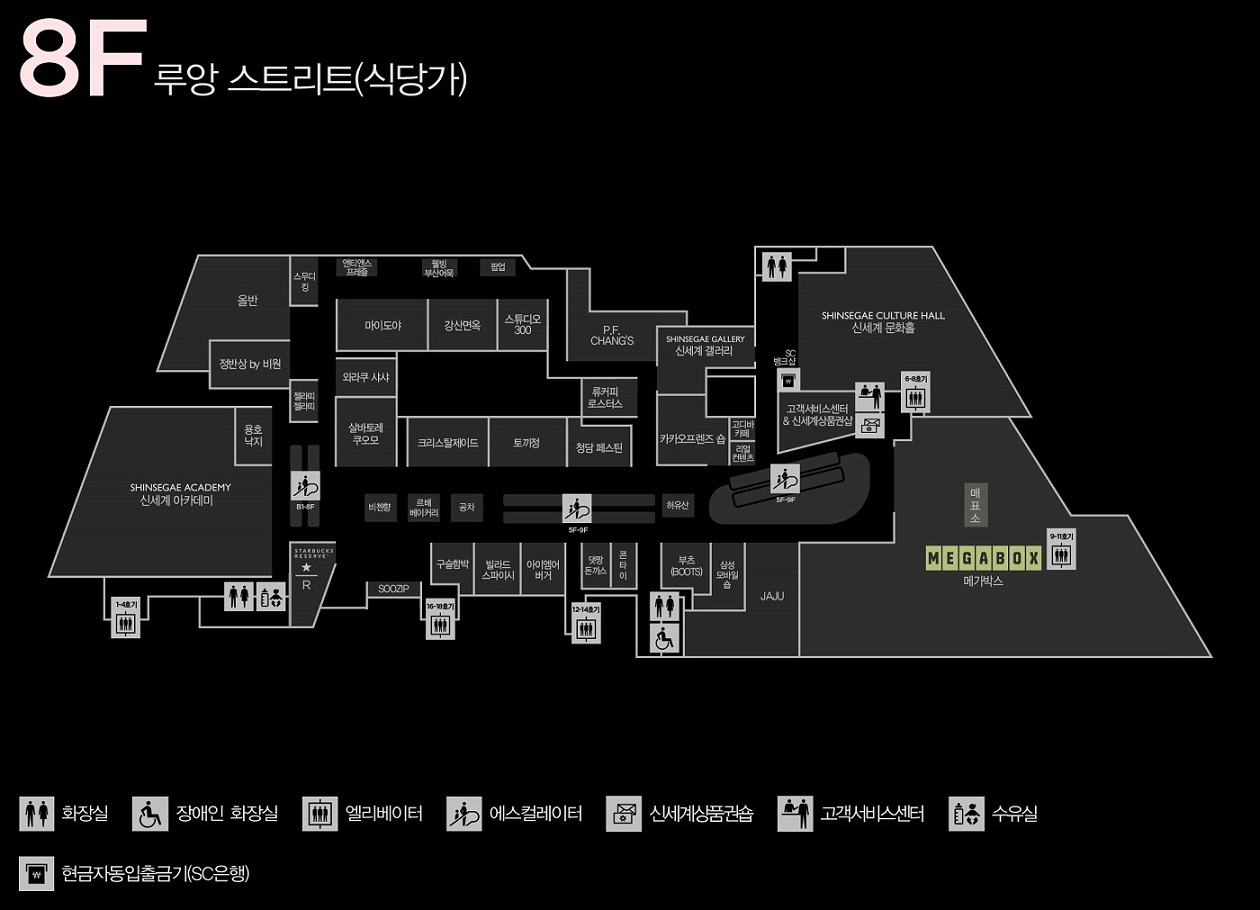 8F 루앙 스트리트(식당가)
앤티앤스
프레즐
웰빙
부산어묵
팝업
스무디
킹
올반
정반상 by 비원
젤라띠
젤라띠
마이도야
강산면옥
스튜디오
300
P.F.
CHANG'S
SHINSEGAE GALLERY
신세계 갤러리
SHINSEGAE CULTURE HALL
신세계 문화홀
SC
뱅크샵
와라쿠 샤샤
류커피
로스터스
6-8호기
고객서비스센터
& 신세계상품권샵
용호
낙지
살바토레
쿠오모
크리스탈제이드
토끼정
청담 페스틴
카카오프렌즈 숍
고디바
카페
리얼
컨텐츠
SHINSEGAE ACADEMY
신세계 아카데미
B1-8F
비첸향
르배
베이커리
공차
5F-9F
허유산
5F-9F
매
표
소
STARBUCKS
RESERVE
R
구슬함박
빌라드
스파이시
아이엠어
버거
댓짱
돈까스
콘
타
이
부츠
(BOOTS)
삼성
모바일
숍
JAJU
MEGABOX
메가박스
9-11호기
SOOZIP
1-4호기
16-18호기
12-14호기
화장실
장애인 화장실
엘리베이터
에스컬레이터
신세계상품권숍
고객서비스센터
수유실
현금자동입출금기(SC은행)